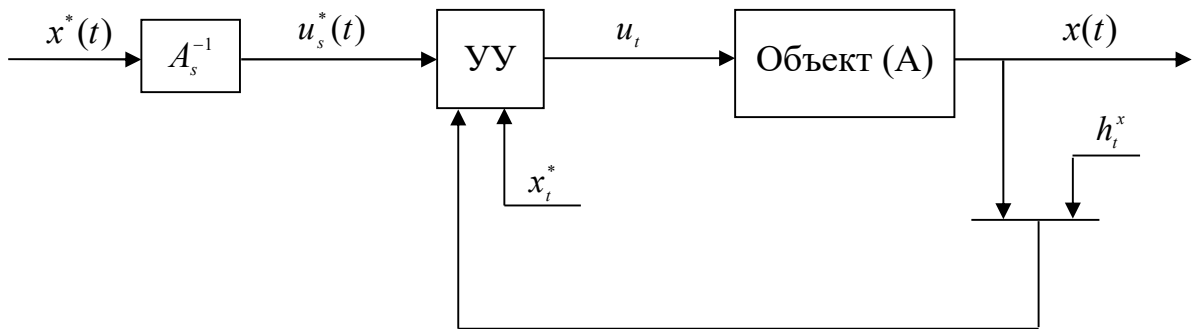 x*(t)
A_s^{-1}
u_s^*(t)
УУ
u_t
Объект (А)
x(t)
h_t^x
x_t^*